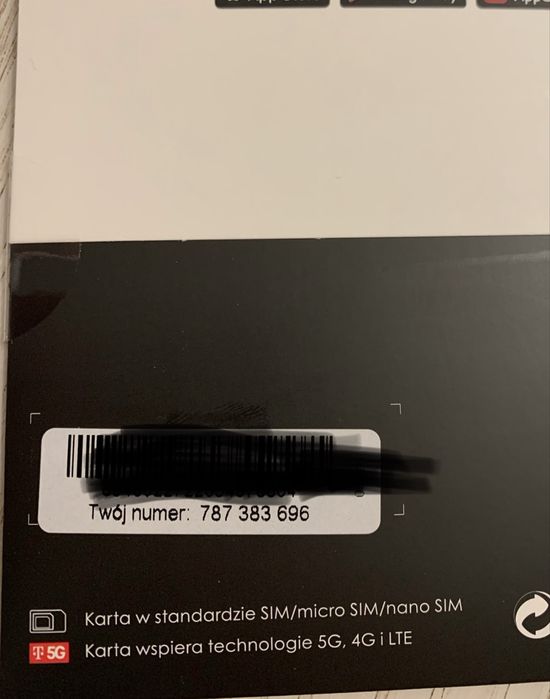 Twój numer: 787 383 696
Karta w standardzie SIM/micro SIM/nano SIM
T 5G
Karta wspiera technologie 5G, 4G i LTE